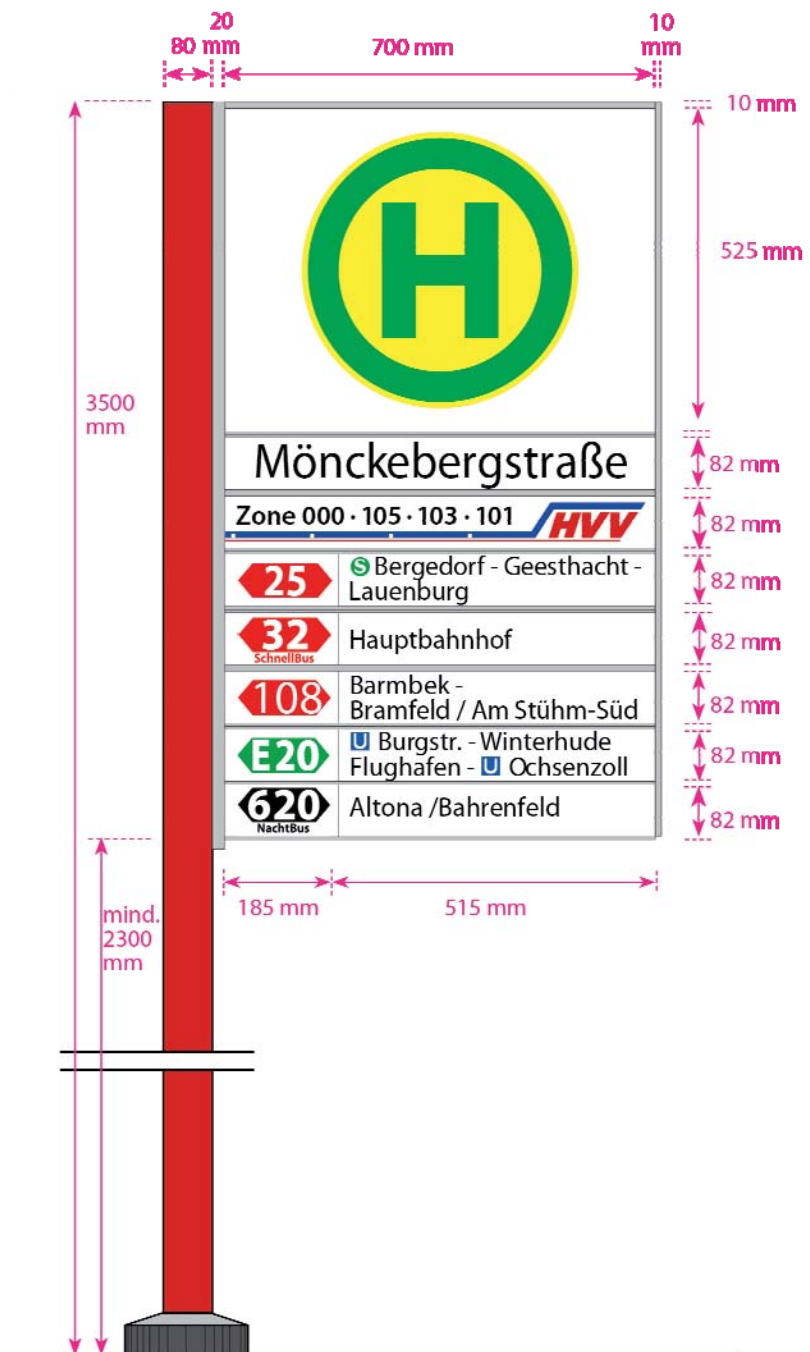 20
80 mm
700 mm
10
mm
10 mm
H
525 mm
3500
mm
Mönckebergstraße
82 mm
Zone 000 · 105 · 103 · 101 HVV
82 mm
25
S Bergedorf - Geesthacht -
Lauenburg
82 mm
32
SchnellBus
Hauptbahnhof
82 mm
108
Barmbek -
Bramfeld / Am Stühm-Süd
82 mm
E20
U Burgstr. - Winterhude
Flughafen - U Ochsenzoll
82 mm
620
NachtBus
Altona /Bahrenfeld
82 mm
185 mm
515 mm
mind.
2300
mm